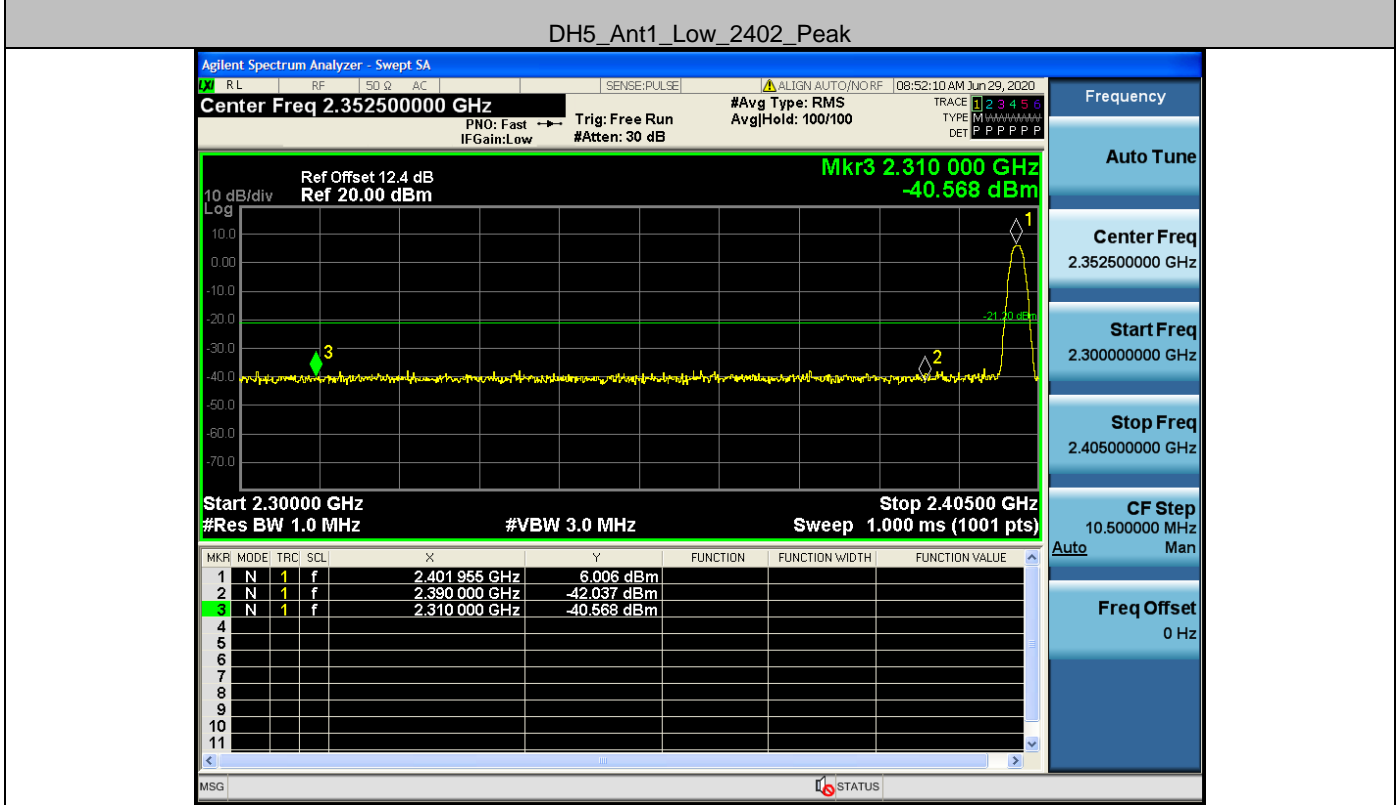 DH5_Ant1_Low_2402_Peak
Agilent Spectrum Analyzer - Swept SA
LXI RL RF 50 Ω AC SENSE:PULSE ALIGN AUTO/NO RF 08:52:10 AM Jun 29, 2020
Center Freq 2.352500000 GHz
#Avg Type: RMS
TRACE 1 2 3 4 5 6
PNO: Fast
Trig: Free Run
Avg|Hold: 100/100
TYPE M WWWWW
IFGain:Low
#Atten: 30 dB
DET P P P P P P
Mkr3 2.310 000 GHz
-40.568 dBm
Ref Offset 12.4 dB
10 dB/div Ref 20.00 dBm
Log
10.0
0.00
-10.0
-20.0
-30.0
-40.0
-50.0
-60.0
-70.0
1
-21.20 dBm
3
2
Start 2.30000 GHz Stop 2.40500 GHz
#Res BW 1.0 MHz #VBW 3.0 MHz Sweep 1.000 ms (1001 pts)
MKR MODE TRC SCL X Y FUNCTION FUNCTION WIDTH FUNCTION VALUE
1 N 1 f 2.401 955 GHz 6.006 dBm
2 N 1 f 2.390 000 GHz -42.037 dBm
3 N 1 f 2.310 000 GHz -40.568 dBm
4
5
6
7
8
9
10
11
MSG STATUS
Frequency
Auto Tune
Center Freq
2.352500000 GHz
Start Freq
2.300000000 GHz
Stop Freq
2.405000000 GHz
CF Step
10.500000 MHz
Auto Man
Freq Offset
0 Hz